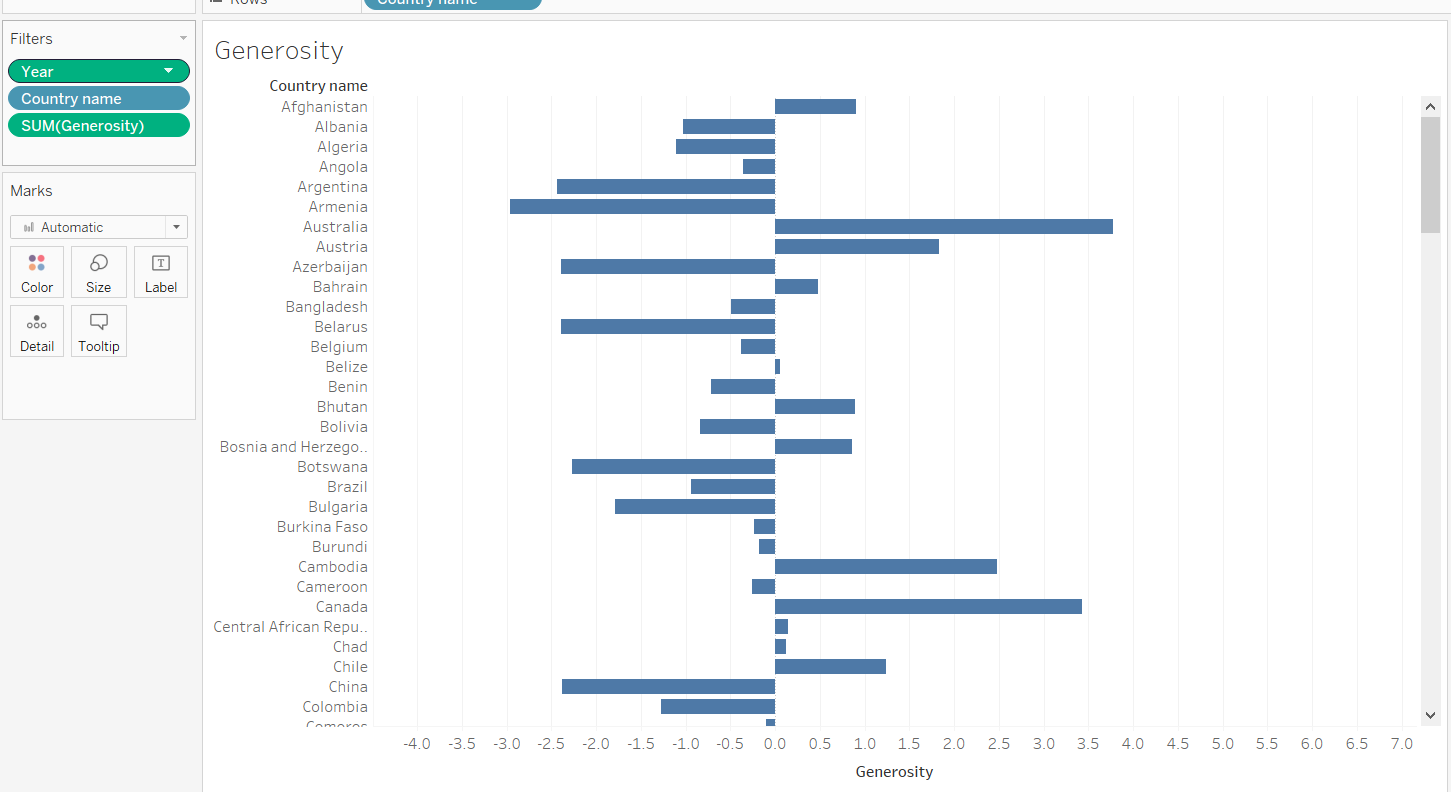 Rows
Country name
Filters
Year
Country name
SUM(Generosity)
Marks
Automatic
Color
Size
Label
Detail
Tooltip
Generosity
Country name
Afghanistan
Albania
Algeria
Angola
Argentina
Armenia
Australia
Austria
Azerbaijan
Bahrain
Bangladesh
Belarus
Belgium
Belize
Benin
Bhutan
Bolivia
Bosnia and Herzego..
Botswana
Brazil
Bulgaria
Burkina Faso
Burundi
Cambodia
Cameroon
Canada
Central African Repu..
Chad
Chile
China
Colombia
Comoros
-4.0 -3.5 -3.0 -2.5 -2.0 -1.5 -1.0 -0.5 0.0 0.5 1.0 1.5 2.0 2.5 3.0 3.5 4.0 4.5 5.0 5.5 6.0 6.5 7.0
Generosity